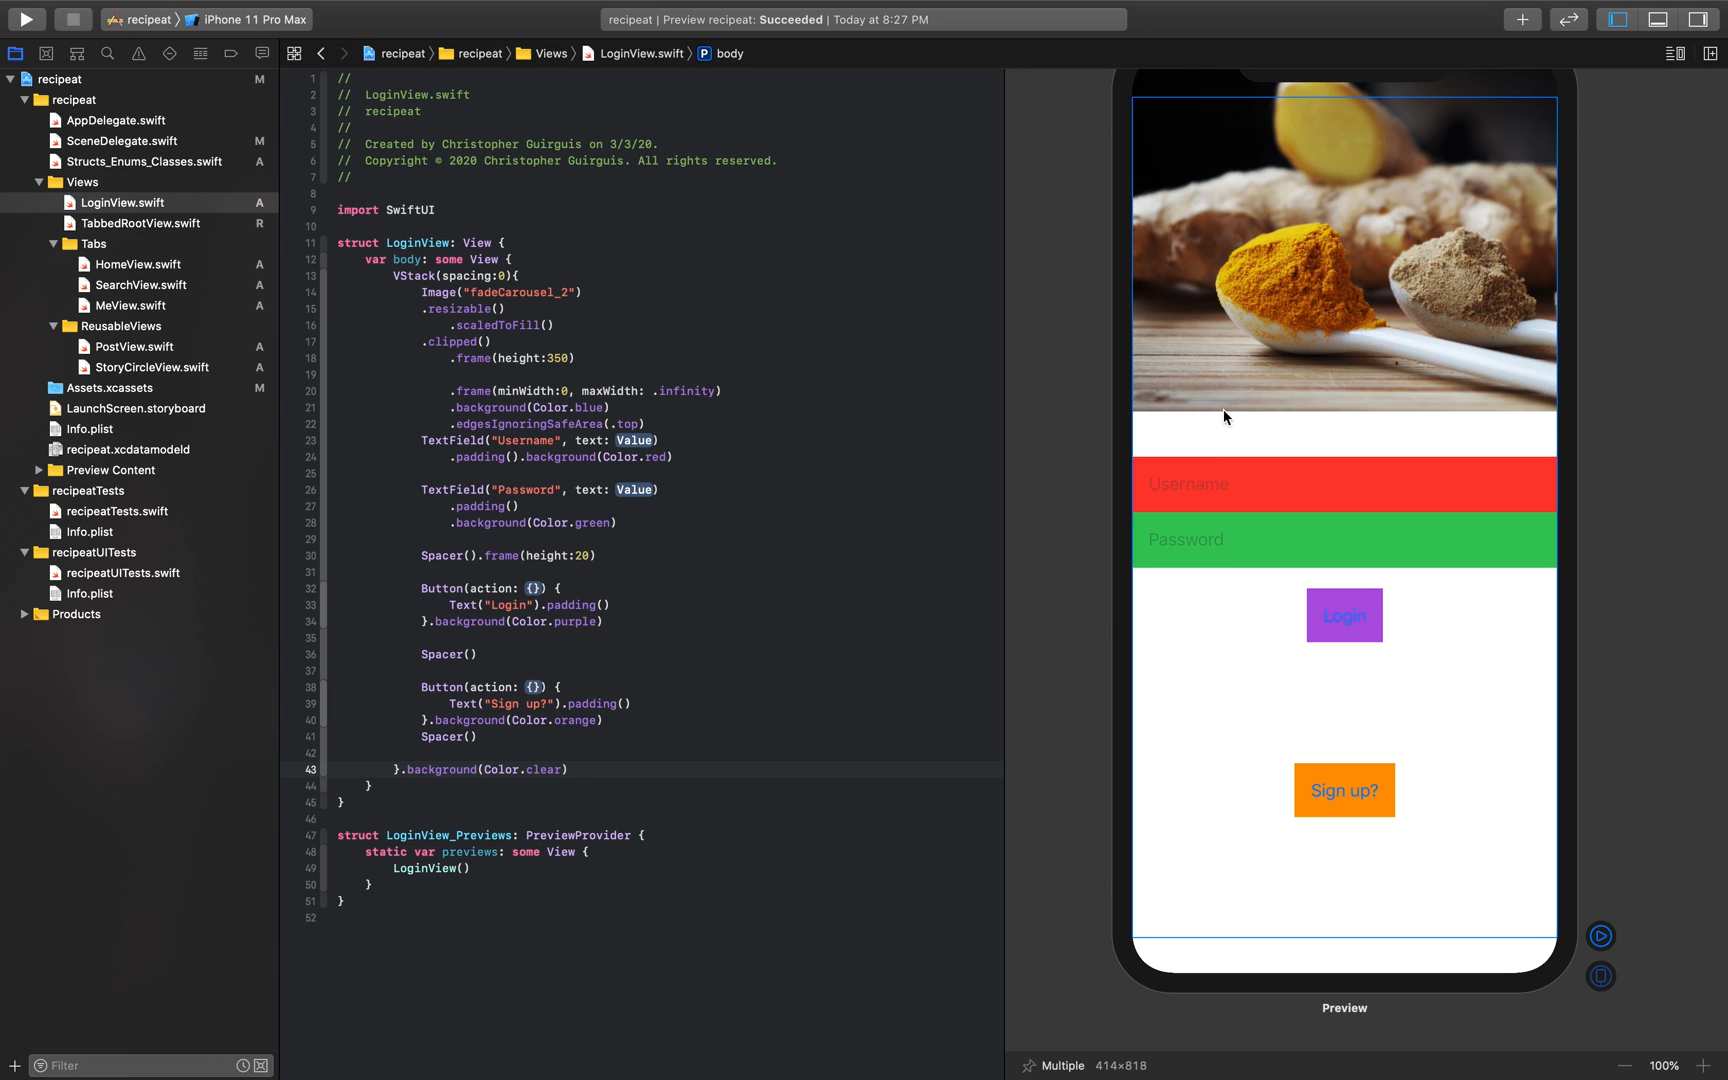 recipeat 〉 iPhone 11 Pro Max
recipeat | Preview recipeat: Succeeded | Today at 8:27 PM
recipeat 〉 recipeat 〉 Views 〉 LoginView.swift 〉 P body
recipeat M
recipeat
AppDelegate.swift
SceneDelegate.swift M
Structs_Enums_Classes.swift A
Views
LoginView.swift A
TabbedRootView.swift R
Tabs
HomeView.swift A
SearchView.swift A
MeView.swift A
ReusableViews
PostView.swift A
StoryCircleView.swift A
Assets.xcassets M
LaunchScreen.storyboard
Info.plist
recipeat.xcdatamodeld
Preview Content
recipeatTests
recipeatTests.swift
Info.plist
recipeatUITests
recipeatUITests.swift
Info.plist
Products
Filter
1 //
2 //  LoginView.swift
3 //  recipeat
4 //
5 //  Created by Christopher Guirguis on 3/3/20.
6 //  Copyright © 2020 Christopher Guirguis. All rights reserved.
7 //
8
9 import SwiftUI
10
11 struct LoginView: View {
12     var body: some View {
13         VStack(spacing:0){
14             Image("fadeCarousel_2")
15             .resizable()
16                 .scaledToFill()
17             .clipped()
18                 .frame(height:350)
19
20                 .frame(minWidth:0, maxWidth: .infinity)
21                 .background(Color.blue)
22                 .edgesIgnoringSafeArea(.top)
23             TextField("Username", text: Value)
24                 .padding().background(Color.red)
25
26             TextField("Password", text: Value)
27                 .padding()
28                 .background(Color.green)
29
30             Spacer().frame(height:20)
31
32             Button(action: {}) {
33                 Text("Login").padding()
34             }.background(Color.purple)
35
36             Spacer()
37
38             Button(action: {}) {
39                 Text("Sign up?").padding()
40             }.background(Color.orange)
41             Spacer()
42
43         }.background(Color.clear)
44     }
45 }
46
47 struct LoginView_Previews: PreviewProvider {
48     static var previews: some View {
49         LoginView()
50     }
51 }
52
Username
Password
Login
Sign up?
Preview
Multiple 414×818
100%